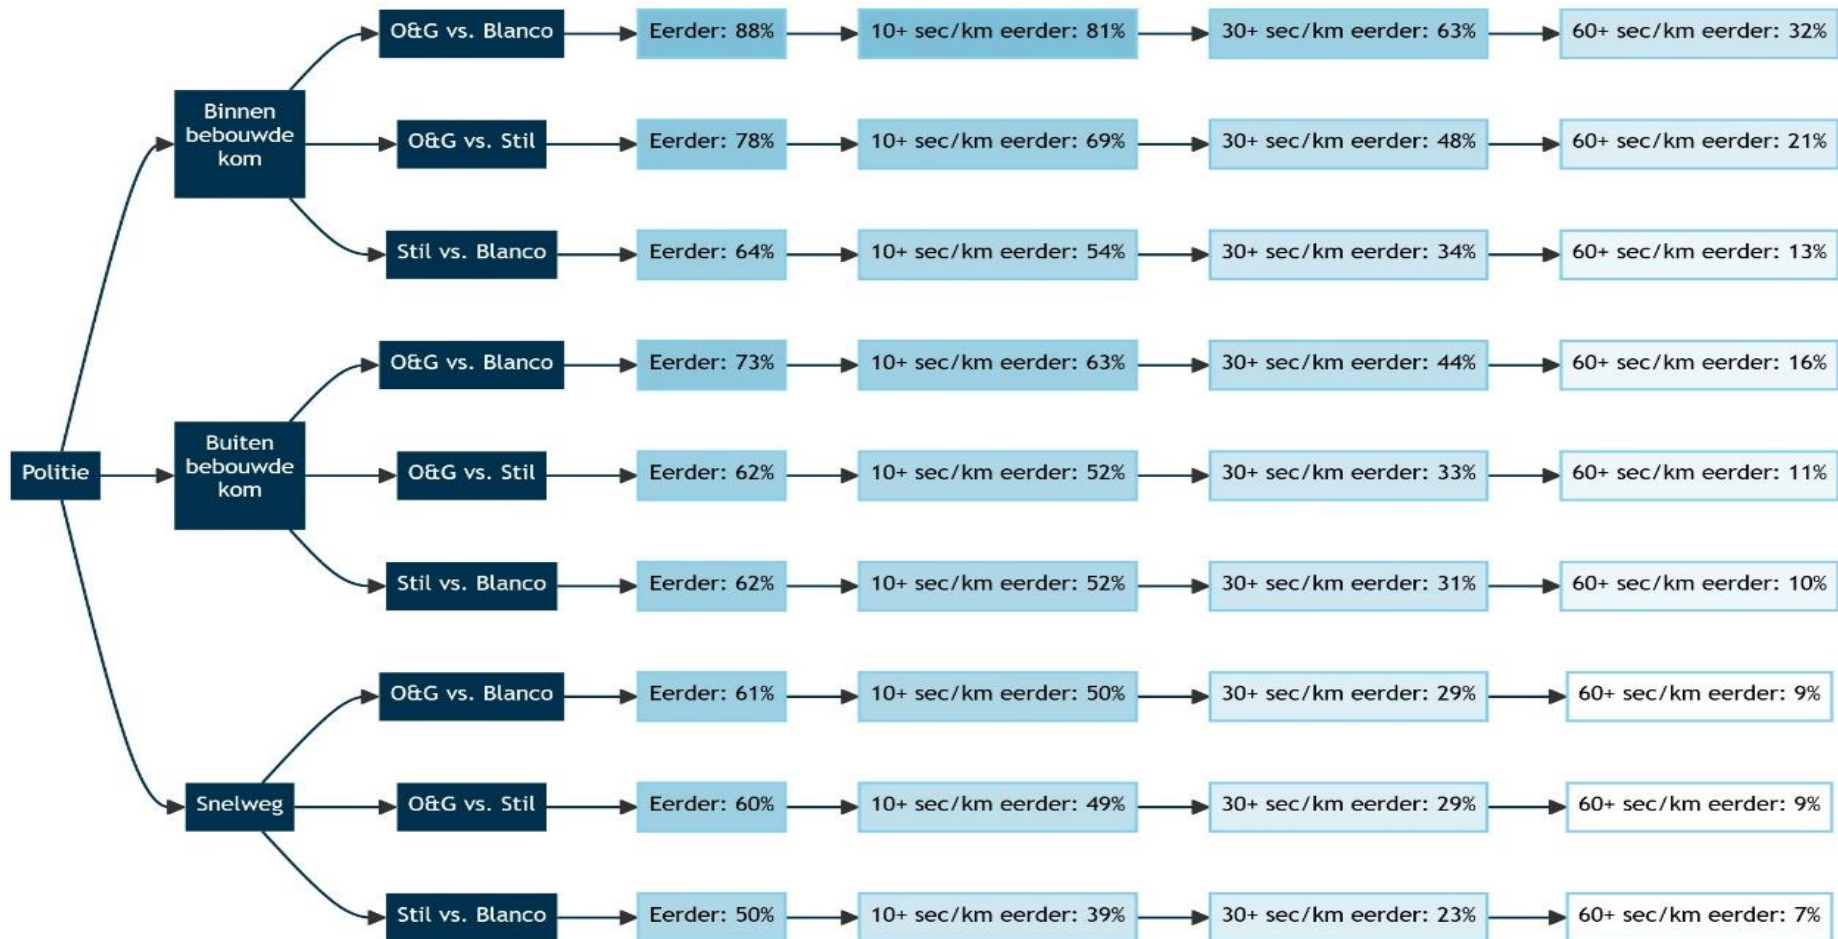 O&G vs. Blanco
Eerder: 88%
10+ sec/km eerder: 81%
30+ sec/km eerder: 63%
60+ sec/km eerder: 32%
Binnen
bebouwde
kom
O&G vs. Stil
Eerder: 78%
10+ sec/km eerder: 69%
30+ sec/km eerder: 48%
60+ sec/km eerder: 21%
Stil vs. Blanco
Eerder: 64%
10+ sec/km eerder: 54%
30+ sec/km eerder: 34%
60+ sec/km eerder: 13%
O&G vs. Blanco
Eerder: 73%
10+ sec/km eerder: 63%
30+ sec/km eerder: 44%
60+ sec/km eerder: 16%
Politie
Buiten
bebouwde
kom
O&G vs. Stil
Eerder: 62%
10+ sec/km eerder: 52%
30+ sec/km eerder: 33%
60+ sec/km eerder: 11%
Stil vs. Blanco
Eerder: 62%
10+ sec/km eerder: 52%
30+ sec/km eerder: 31%
60+ sec/km eerder: 10%
O&G vs. Blanco
Eerder: 61%
10+ sec/km eerder: 50%
30+ sec/km eerder: 29%
60+ sec/km eerder: 9%
Snelweg
O&G vs. Stil
Eerder: 60%
10+ sec/km eerder: 49%
30+ sec/km eerder: 29%
60+ sec/km eerder: 9%
Stil vs. Blanco
Eerder: 50%
10+ sec/km eerder: 39%
30+ sec/km eerder: 23%
60+ sec/km eerder: 7%